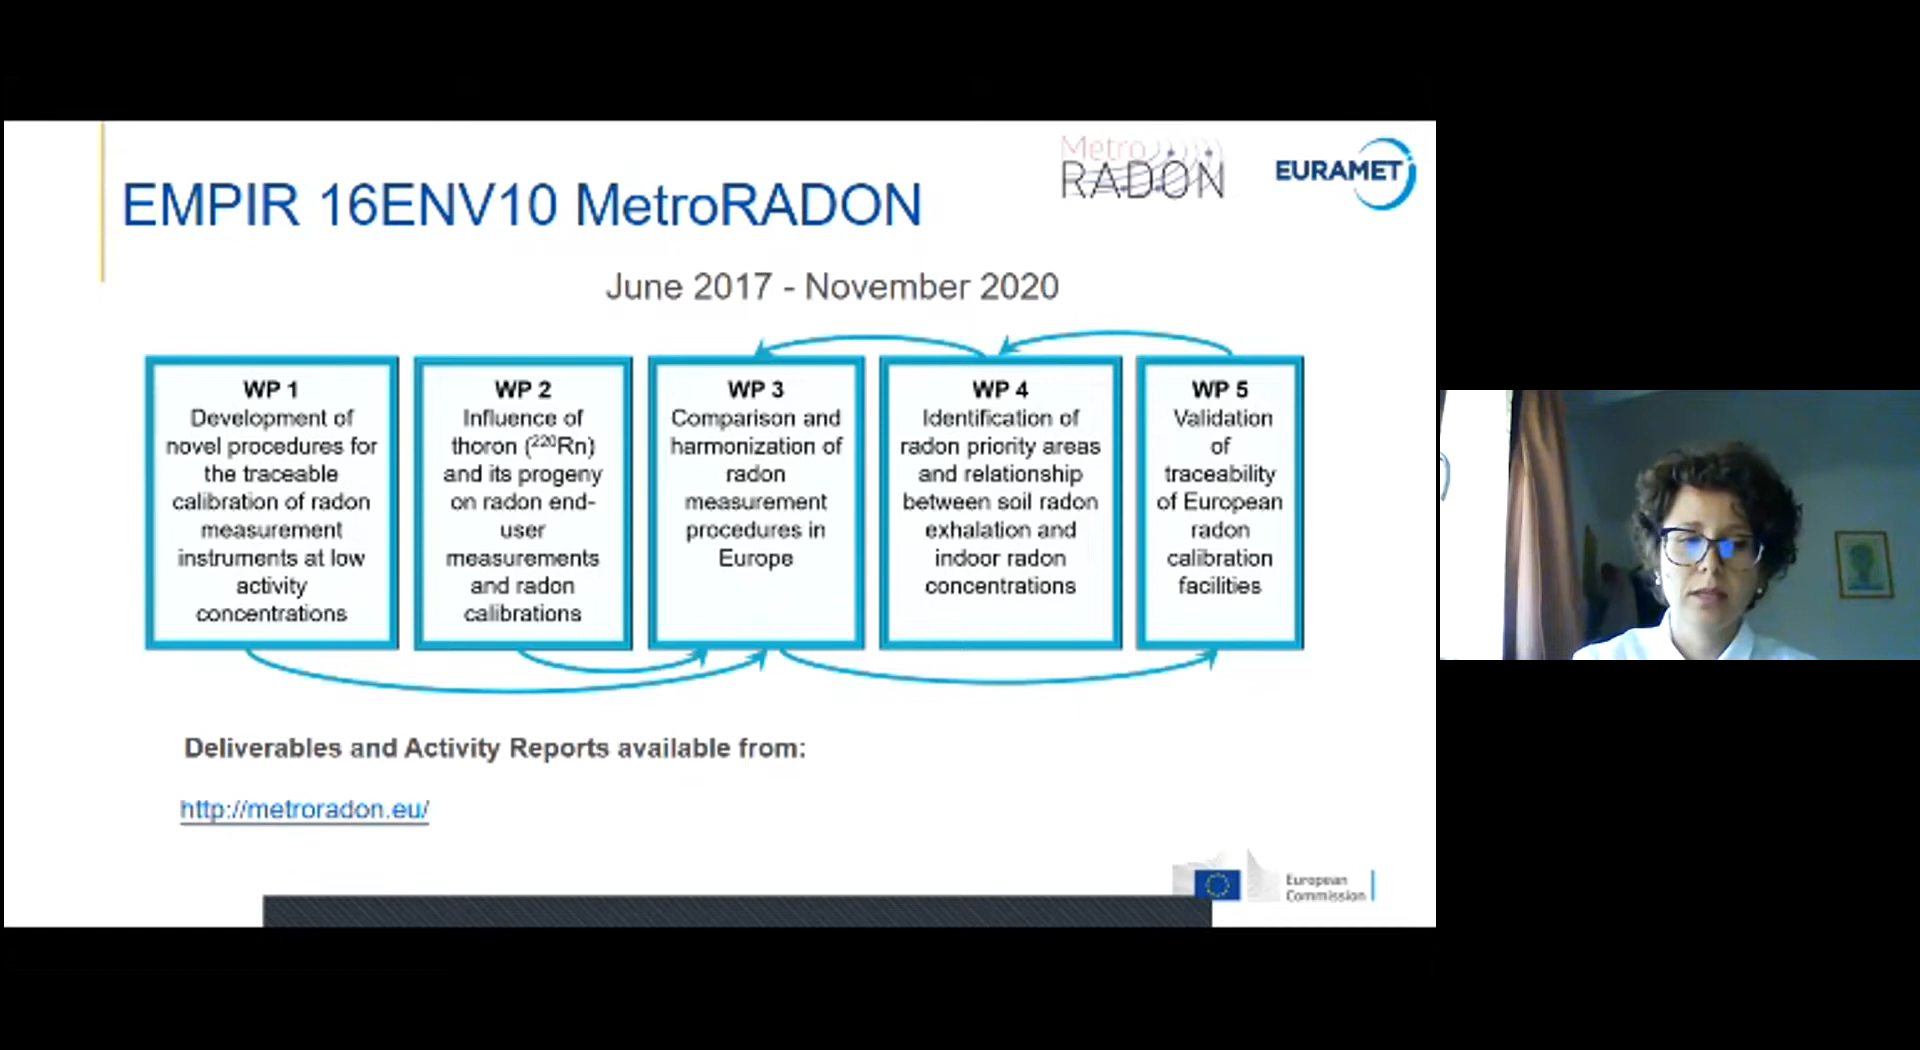 Metro
RADON
EURAMET
EMPIR 16ENV10 MetroRADON
June 2017 - November 2020
WP 1
Development of
novel procedures for
the traceable
calibration of radon
measurement
instruments at low
activity
concentrations
WP 2
Influence of
thoron (²²⁰Rn)
and its progeny
on radon end-
user
measurements
and radon
calibrations
WP 3
Comparison and
harmonization of
radon
measurement
procedures in
Europe
WP 4
Identification of
radon priority areas
and relationship
between soil radon
exhalation and
indoor radon
concentrations
WP 5
Validation
of
traceability
of European
radon
calibration
facilities
Deliverables and Activity Reports available from:
http://metroradon.eu/
European
Commission